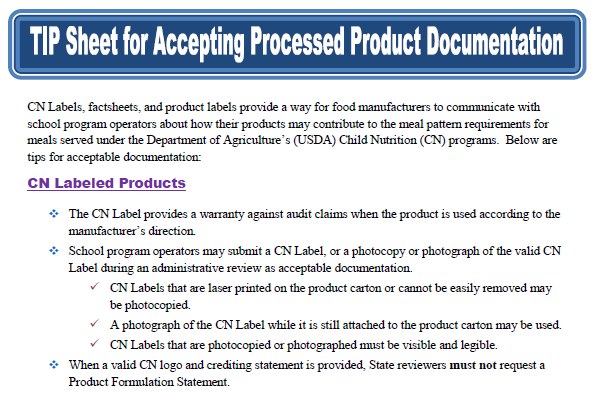 TIP Sheet for Accepting Processed Product Documentation
CN Labels, factsheets, and product labels provide a way for food manufacturers to communicate with
school program operators about how their products may contribute to the meal pattern requirements for
meals served under the Department of Agriculture's (USDA) Child Nutrition (CN) programs. Below are
tips for acceptable documentation:
CN Labeled Products
❖ The CN Label provides a warranty against audit claims when the product is used according to the
manufacturer's direction.
❖ School program operators may submit a CN Label, or a photocopy or photograph of the valid CN
Label during an administrative review as acceptable documentation.
✓ CN Labels that are laser printed on the product carton or cannot be easily removed may
be photocopied.
✓ A photograph of the CN Label while it is still attached to the product carton may be used.
✓ CN Labels that are photocopied or photographed must be visible and legible.
❖ When a valid CN logo and crediting statement is provided, State reviewers must not request a
Product Formulation Statement.